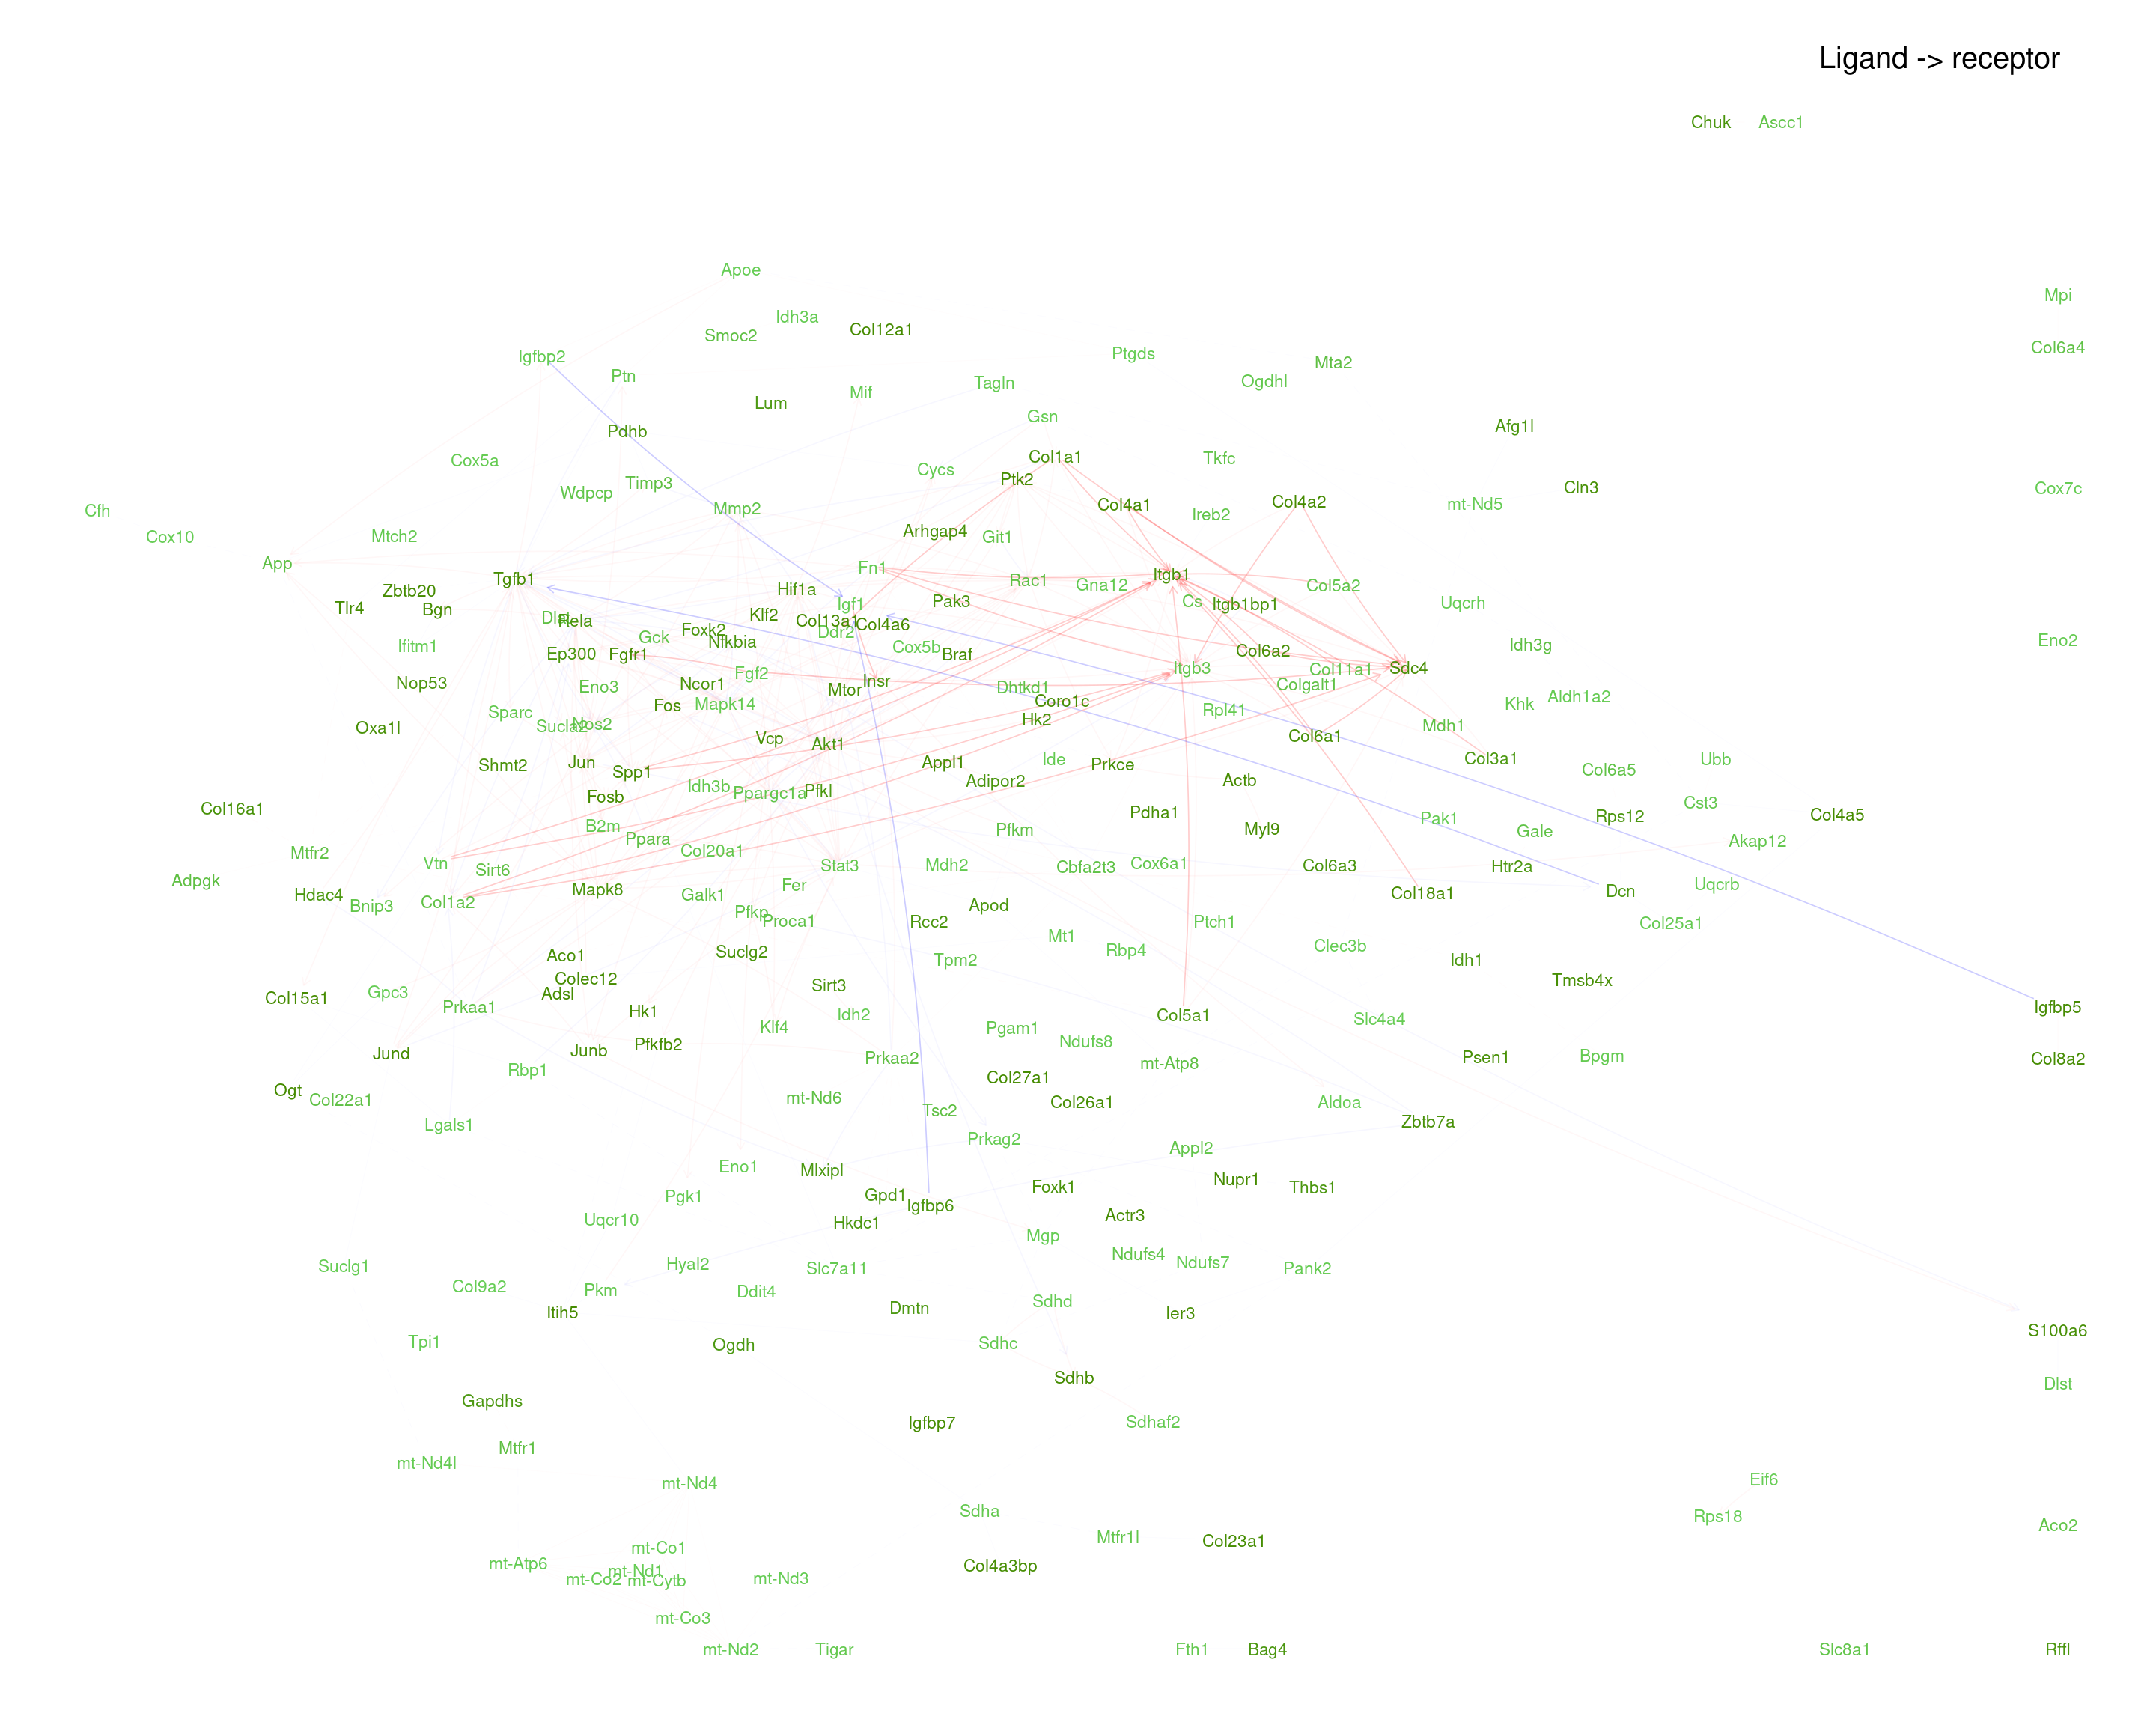 Ligand -> receptor
Chuk Ascc1
Apoe
Mpi
Idh3a
Col12a1
Smoc2
Col6a4
Ptgds
Igfbp2
Mta2
Ptn
Ogdhl
Tagln
Mif
Lum
Gsn
Afg1l
Pdhb
Col1a1
Tkfc
Cox5a
Cycs
Ptk2
Timp3
Cln3
Cox7c
Wdpcp
Col4a2
mt-Nd5
Col4a1
Mmp2
Cfh
Ireb2
Arhgap4
Cox10
Mtch2
Git1
App
Fn1
Itgb1
Tgfb1
Rac1
Gna12
Col5a2
Hif1a
Zbtb20
Pak3
Cs
Uqcrh
Igf1
Itgb1bp1
Tlr4
Bgn
Klf2
Dlat
Rela
Col13a1
Col4a6
Foxk2
Ddr2
Gck
Eno2
Nfkbia
Ifitm1
Cox5b
Idh3g
Col6a2
Ep300
Fgfr1
Braf
Itgb3
Sdc4
Col11a1
Fgf2
Insr
Nop53
Ncor1
Colgalt1
Eno3
Dhtkd1
Mtor
Aldh1a2
Coro1c
Khk
Mapk14
Fos
Rpl41
Sparc
Hk2
Nos2
Mdh1
Sucla2
Oxa1l
Col6a1
Vcp
Akt1
Col3a1
Ide
Ubb
Jun
Appl1
Shmt2
Prkce
Col6a5
Spp1
Adipor2
Actb
Idh3b
Pfkl
Ppargc1a
Fosb
Cst3
Col16a1
Pdha1
Col4a5
Rps12
Pak1
B2m
Myl9
Pfkm
Gale
Ppara
Akap12
Col20a1
Mtfr2
Vtn
Cox6a1
Stat3
Mdh2
Col6a3
Htr2a
Cbfa2t3
Sirt6
Adpgk
Fer
Uqcrb
Mapk8
Dcn
Col18a1
Hdac4
Galk1
Col1a2
Bnip3
Apod
Pfkp
Proca1
Rcc2
Ptch1
Col25a1
Mt1
Clec3b
Rbp4
Suclg2
Aco1
Tpm2
Idh1
Colec12
Tmsb4x
Sirt3
Gpc3
Adsl
Col15a1
Prkaa1
Igfbp5
Hk1
Idh2
Col5a1
Slc4a4
Klf4
Pgam1
Ndufs8
Pfkfb2
Junb
Jund
Bpgm
Psen1
Prkaa2
Col8a2
mt-Atp8
Rbp1
Col27a1
Ogt
mt-Nd6
Col22a1
Col26a1
Aldoa
Tsc2
Zbtb7a
Lgals1
Prkag2
Appl2
Eno1
Mlxipl
Nupr1
Foxk1
Thbs1
Gpd1
Pgk1
Igfbp6
Actr3
Uqcr10
Hkdc1
Mgp
Ndufs4
Ndufs7
Hyal2
Suclg1
Slc7a11
Pank2
Col9a2
Pkm
Ddit4
Sdhd
Dmtn
Itih5
Ier3
S100a6
Tpi1
Sdhc
Ogdh
Sdhb
Dlst
Gapdhs
Igfbp7
Sdhaf2
Mtfr1
mt-Nd4l
Eif6
mt-Nd4
Sdha
Rps18
Aco2
Mtfr1l
Col23a1
mt-Co1
mt-Atp6
Col4a3bp
mt-Nd1
mt-Co2
mt-Cytb
mt-Nd3
mt-Co3
mt-Nd2
Tigar
Fth1
Bag4
Slc8a1
Rffl